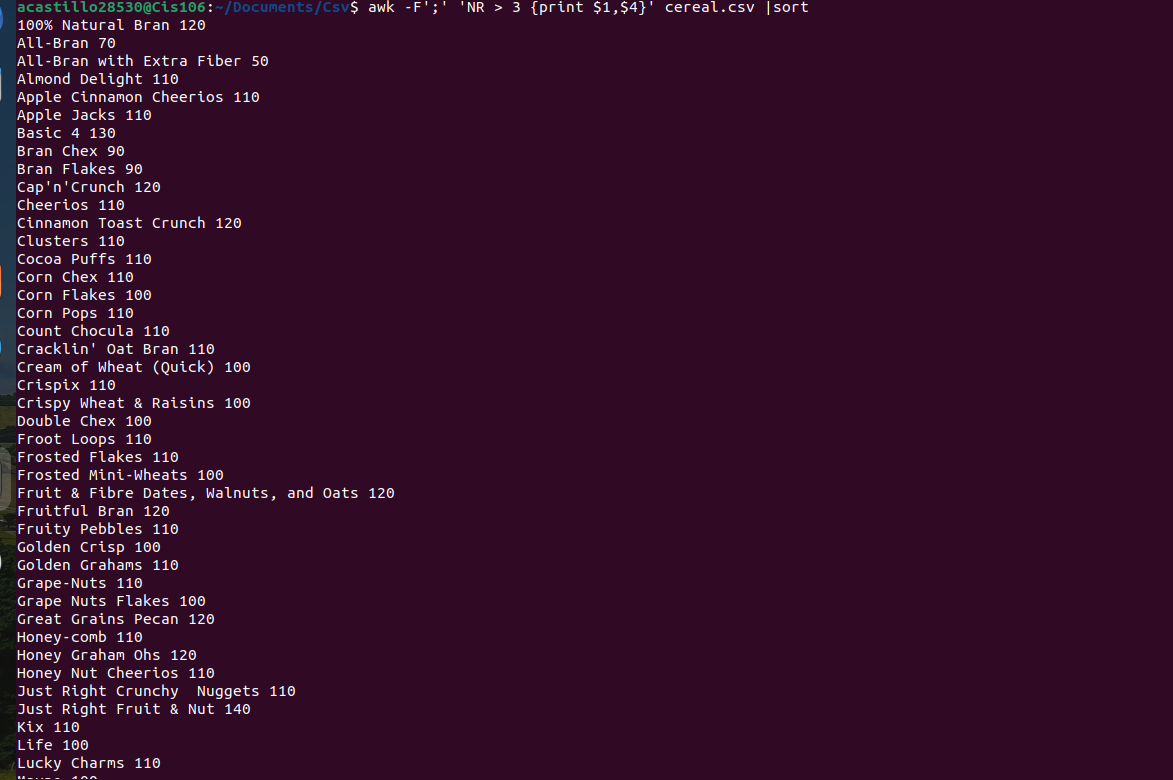 acastillo28530@Cis106:~/Documents/Csv$ awk -F';' 'NR > 3 {print $1,$4}' cereal.csv |sort
100% Natural Bran 120
All-Bran 70
All-Bran with Extra Fiber 50
Almond Delight 110
Apple Cinnamon Cheerios 110
Apple Jacks 110
Basic 4 130
Bran Chex 90
Bran Flakes 90
Cap'n'Crunch 120
Cheerios 110
Cinnamon Toast Crunch 120
Clusters 110
Cocoa Puffs 110
Corn Chex 110
Corn Flakes 100
Corn Pops 110
Count Chocula 110
Cracklin' Oat Bran 110
Cream of Wheat (Quick) 100
Crispix 110
Crispy Wheat & Raisins 100
Double Chex 100
Froot Loops 110
Frosted Flakes 110
Frosted Mini-Wheats 100
Fruit & Fibre Dates, Walnuts, and Oats 120
Fruitful Bran 120
Fruity Pebbles 110
Golden Crisp 100
Golden Grahams 110
Grape-Nuts 110
Grape Nuts Flakes 100
Great Grains Pecan 120
Honey-comb 110
Honey Graham Ohs 120
Honey Nut Cheerios 110
Just Right Crunchy  Nuggets 110
Just Right Fruit & Nut 140
Kix 110
Life 100
Lucky Charms 110